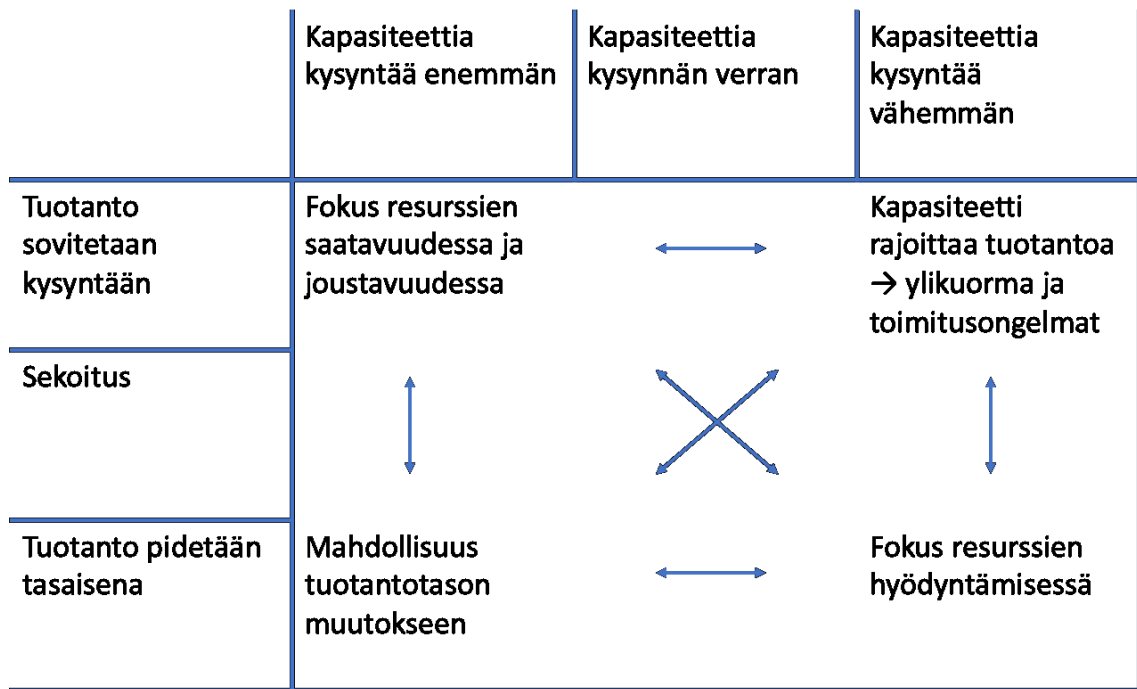 Kapasiteettia
kysyntää enemmän
Kapasiteettia
kysynnän verran
Kapasiteettia
kysyntää
vähemmän
Tuotanto
sovitetaan
kysyntään
Fokus resurssien
saatavuudessa ja
joustavuudessa
Kapasiteetti
rajoittaa tuotantoa
→ ylikuorma ja
toimitusongelmat
Sekoitus
Tuotanto pidetään
tasaisena
Mahdollisuus
tuotantotason
muutokseen
Fokus resurssien
hyödyntämisessä